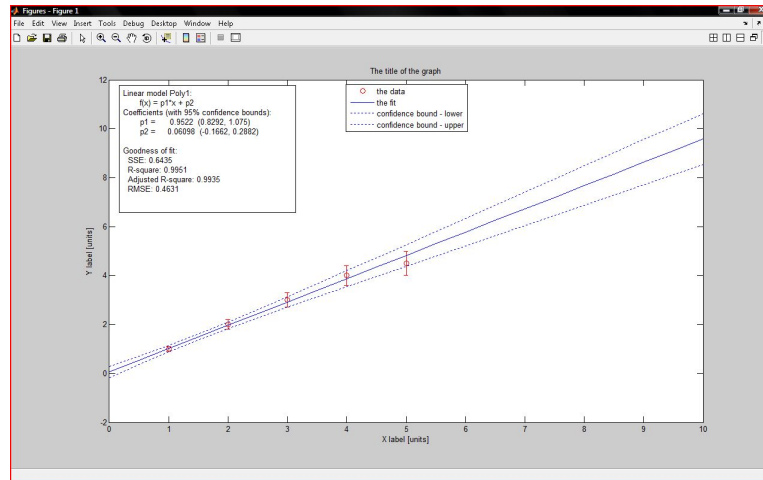 Figures - Figure 1
File Edit View Insert Tools Debug Desktop Window Help
The title of the graph
Linear model Poly1:
f(x) = p1*x + p2
Coefficients (with 95% confidence bounds):
p1 = 0.9522 (0.8292, 1.075)
p2 = 0.06098 (-0.1662, 0.2882)
Goodness of fit:
SSE: 0.6435
R-square: 0.9951
Adjusted R-square: 0.9935
RMSE: 0.4631
the data
the fit
confidence bound - lower
confidence bound - upper
Y label [units]
12
10
8
6
4
2
0
-2
0 1 2 3 4 5 6 7 8 9 10
X label [units]